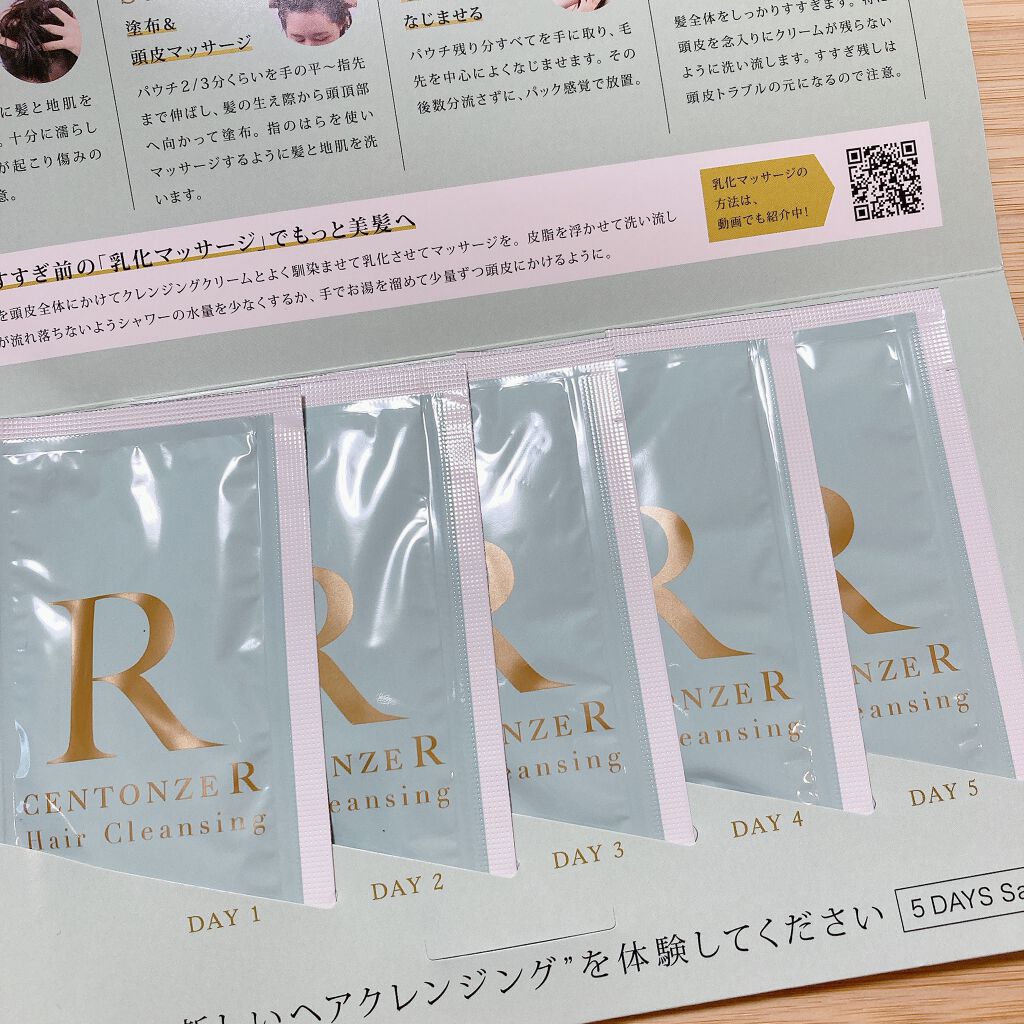 に髪と地肌を
十分に濡らし
が起こり傷みの
意。
塗布&
頭皮マッサージ
パウチ2/3分くらいを手の平〜指先
まで伸ばし、髪の生え際から頭頂部
へ向かって塗布。指のはらを使い
マッサージするように髪と地肌を洗
います。
なじませる
パウチ残り分すべてを手に取り、毛
先を中心によくなじませます。その
後数分流さずに、パック感覚で放置。
髪全体をしっかりすすぎます。特に
頭皮を念入りにクリームが残らない
ように洗い流します。すすぎ残しは
頭皮トラブルの元になるので注意。
すすぎ前の「乳化マッサージ」でもっと美髪へ
を頭皮全体にかけてクレンジングクリームとよく馴染ませて乳化させてマッサージを。皮脂を浮かせて洗い流し
が流れ落ちないようシャワーの水量を少なくするか、手でお湯を溜めて少量ずつ頭皮にかけるように。
乳化マッサージの
方法は、
動画でも紹介中!
R
CENTONZE R
Hair Cleansing
R
NZE R
eansing
R
NZE R
eansing
R
NZE R
eansing
R
NZE R
eansing
DAY 1
DAY 2
DAY 3
DAY 4
DAY 5
新しいヘアクレンジング”を体験してください
5 DAYS Sa